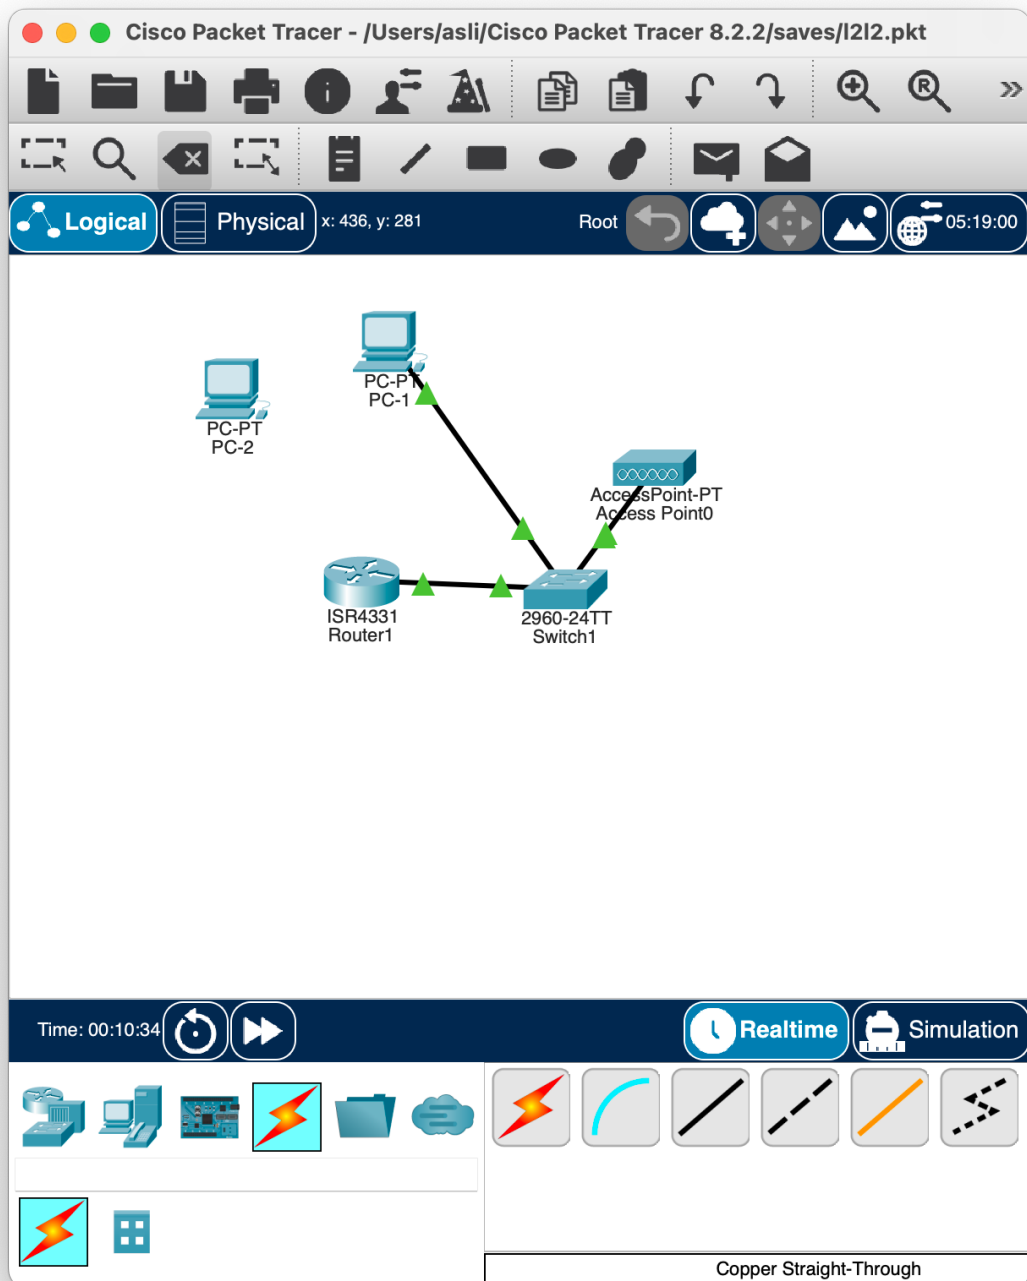 Cisco Packet Tracer - /Users/asli/Cisco Packet Tracer 8.2.2/saves/l2l2.pkt
R
Logical
Physical
x: 436, y: 281
Root
05:19:00
PC-PT
PC-1
PC-PT
PC-2
AccessPoint-PT
Access Point0
ISR4331
Router1
2960-24TT
Switch1
Time: 00:10:34
Realtime
Simulation
Copper Straight-Through